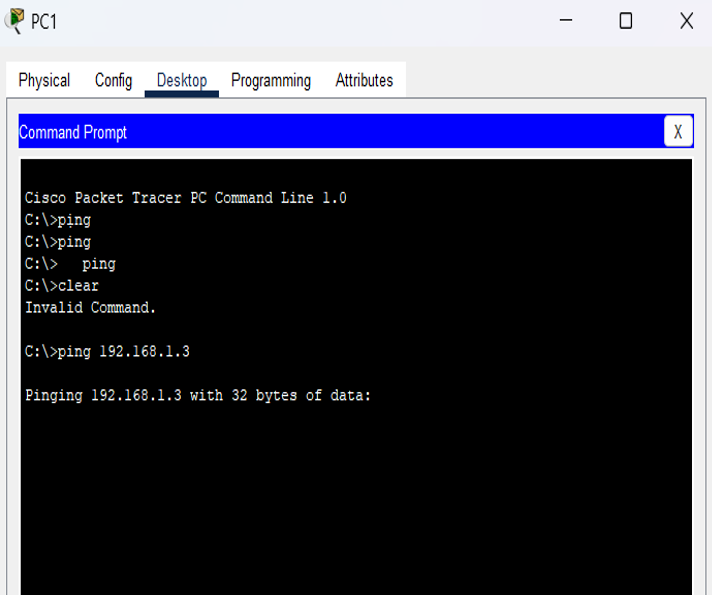 PC1
Physical Config Desktop Programming Attributes
Command Prompt X
Cisco Packet Tracer PC Command Line 1.0
C:\>ping
C:\>ping
C:\>   ping
C:\>clear
Invalid Command.
C:\>ping 192.168.1.3
Pinging 192.168.1.3 with 32 bytes of data: